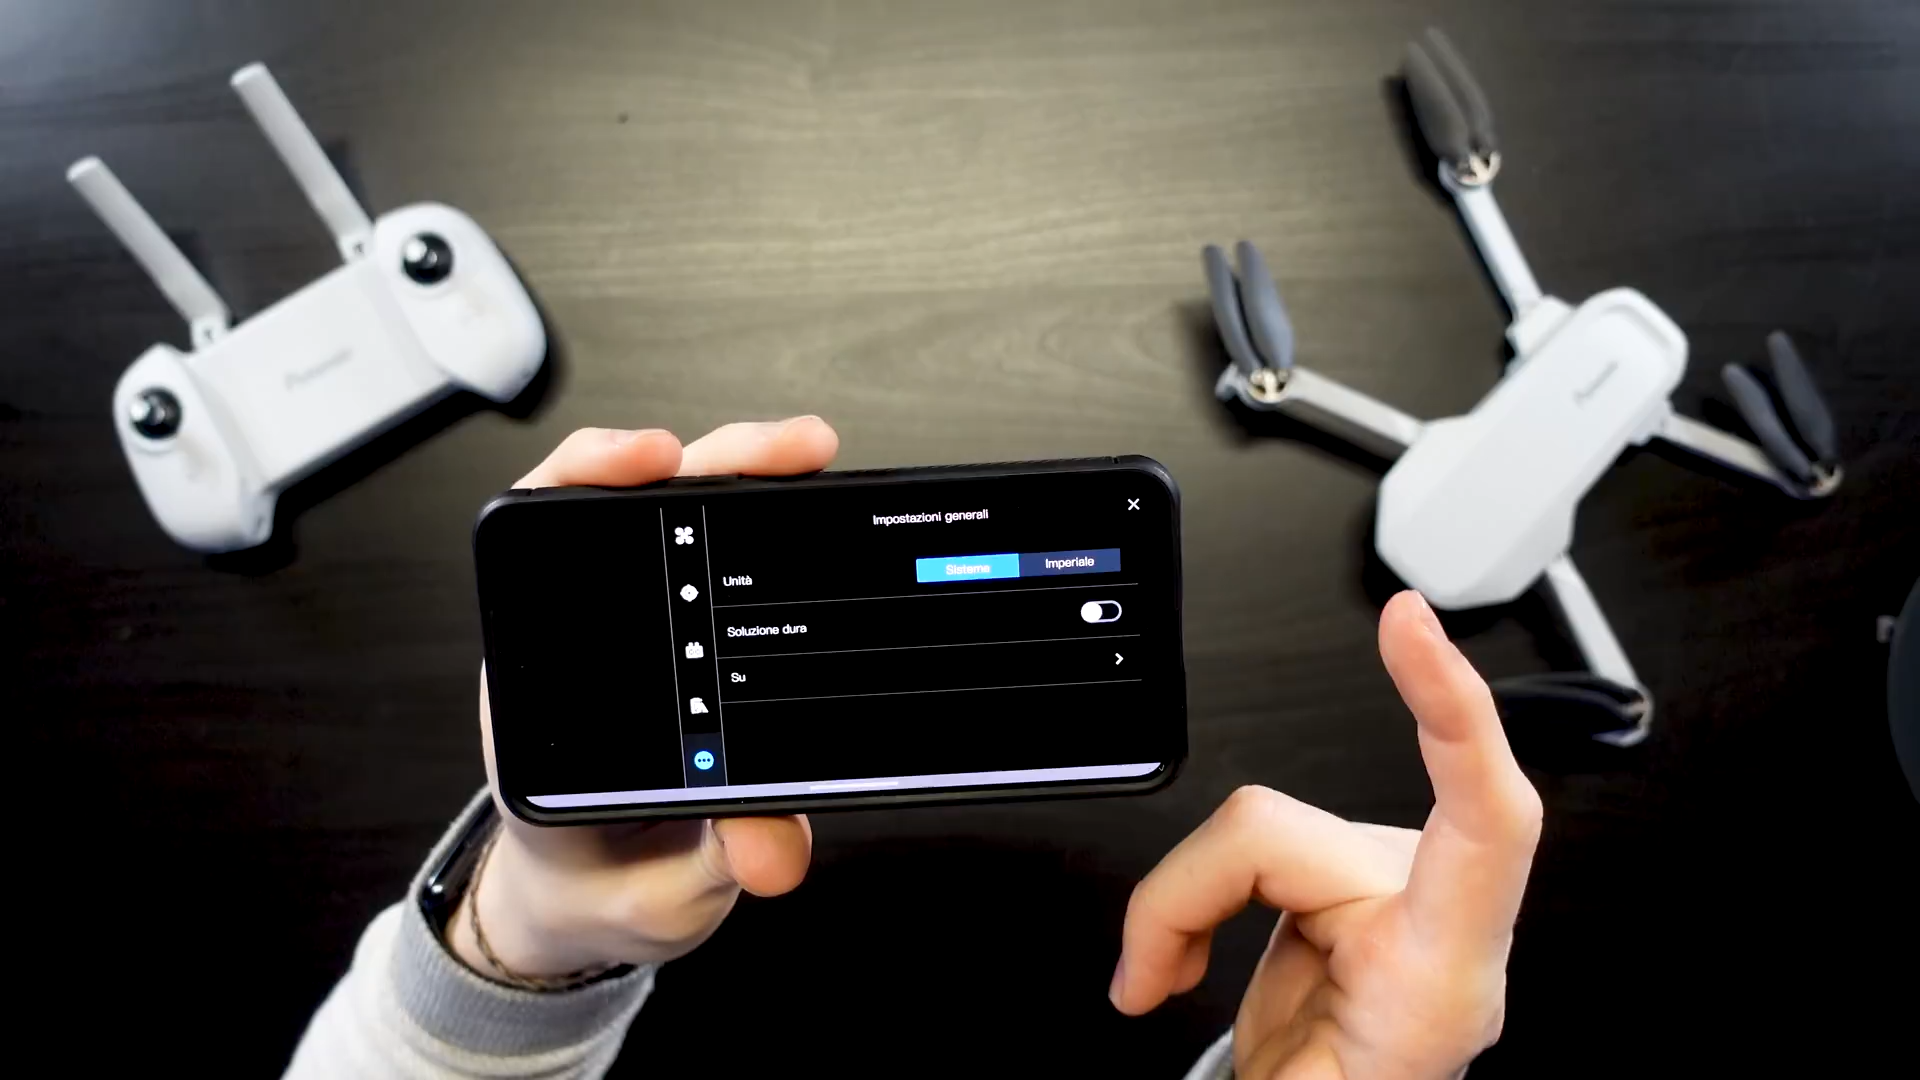 Impostazioni generali
Unità
Sistema
Imperiale
Soluzione dura
Su